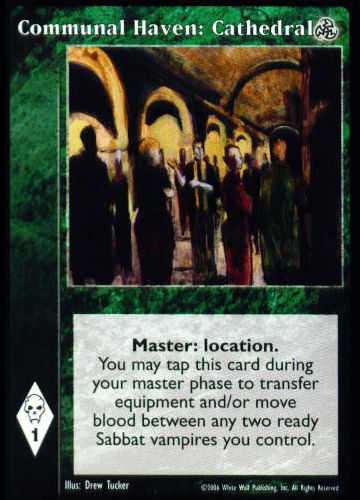 Communal Haven: Cathedral
Master: location.
You may tap this card during
your master phase to transfer
equipment and/or move
blood between any two ready
Sabbat vampires you control.
1
Illus: Drew Tucker
©2006 White Wolf Publishing, Inc. All Rights Reserved